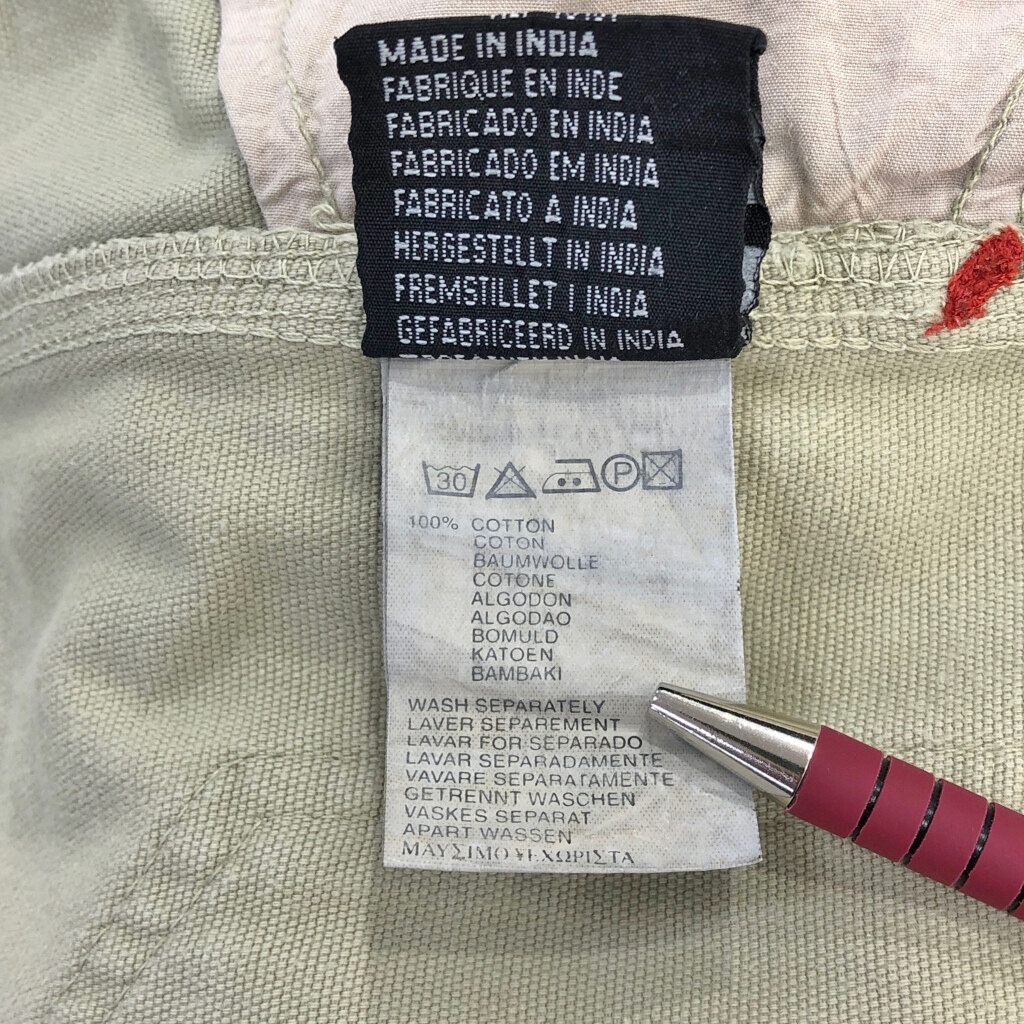 MADE IN INDIA
FABRIQUE EN INDE
FABRICADO EN INDIA
FABRICADO EM INDIA
FABRICATO A INDIA
HERGESTELLT IN INDIA
FREMSTILLET I INDIA
GEFABRICEERD IN INDIA
30 P
100% COTTON
COTON
BAUMWOLLE
COTONE
ALGODON
ALGODAO
BOMULD
KATOEN
BAMBAKI
WASH SEPARATELY
LAVER SEPAREMENT
LAVAR FOR SEPARADO
LAVAR SEPARADAMENTE
VAVARE SEPARATAMENTE
GETRENNT WASCHEN
VASKES SEPARAT
APART WASSEN
ΜΑΥΣΙΜΟ ΨΕΧΩΡΙΣΤΑ